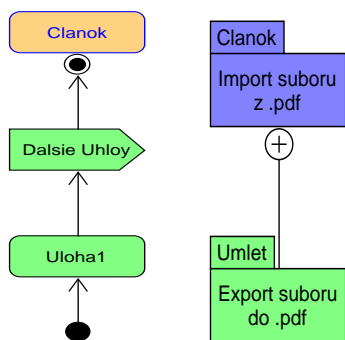 Clanok
Dalsie Uhloy
Uloha1
Clanok
Import suboru
z .pdf
Umlet
Export suboru
do .pdf